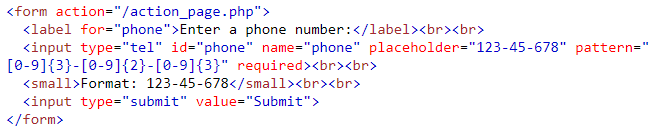 <form action="/action_page.php">
  <label for="phone">Enter a phone number:</label><br><br>
  <input type="tel" id="phone" name="phone" placeholder="123-45-678" pattern="
[0-9]{3}-[0-9]{2}-[0-9]{3}" required><br><br>
  <small>Format: 123-45-678</small><br><br>
  <input type="submit" value="Submit">
</form>